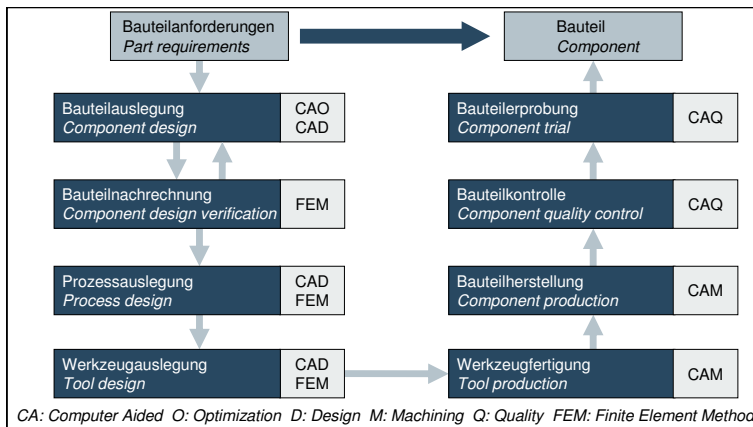 Bauteilanforderungen
Part requirements
Bauteil
Component
Bauteilauslegung
Component design
CAO
CAD
Bauteilerprobung
Component trial
CAQ
Bauteilnachrechnung
Component design verification
FEM
Bauteilkontrolle
Component quality control
CAQ
Prozessauslegung
Process design
CAD
FEM
Bauteilherstellung
Component production
CAM
Werkzeugauslegung
Tool design
CAD
FEM
Werkzeugfertigung
Tool production
CAM
CA: Computer Aided O: Optimization D: Design M: Machining Q: Quality FEM: Finite Element Method